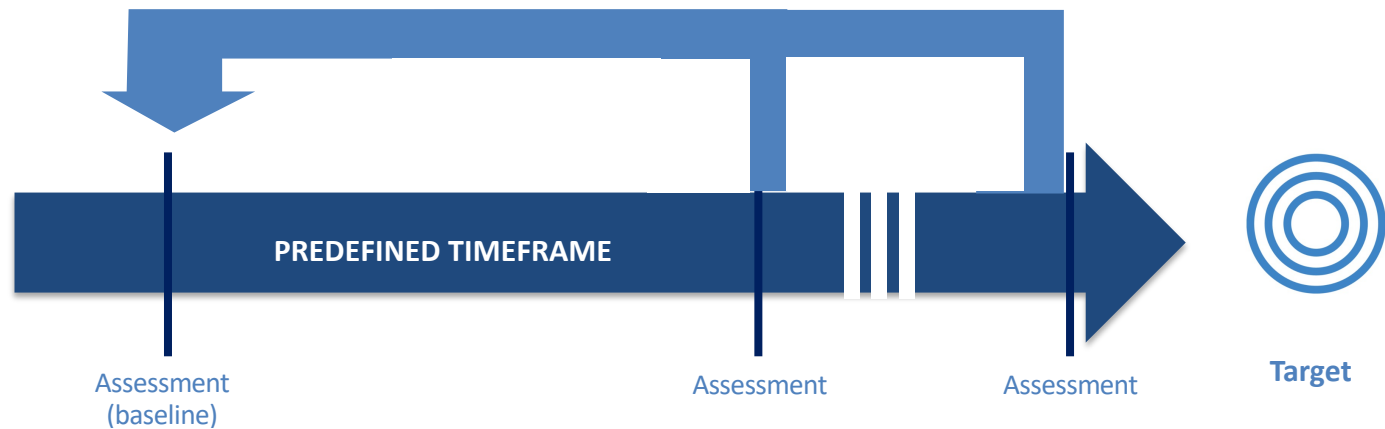 PREDEFINED TIMEFRAME
Assessment
(baseline)
Assessment
Assessment
Target